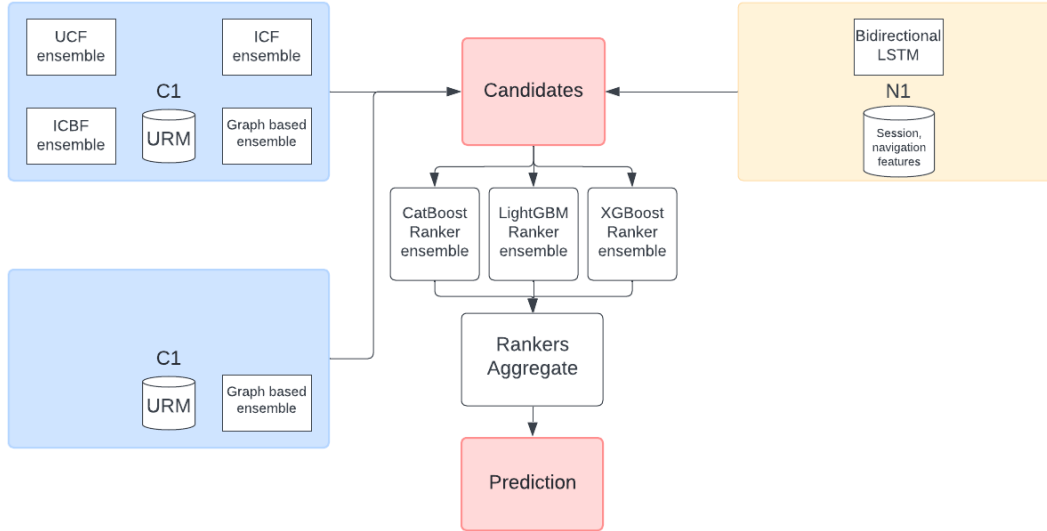 UCF
ensemble
ICF
ensemble
C1
URM
ICBF
ensemble
Graph based
ensemble
Candidates
Bidirectional
LSTM
N1
Session,
navigation
features
CatBoost
Ranker
ensemble
LightGBM
Ranker
ensemble
XGBoost
Ranker
ensemble
C1
URM
Graph based
ensemble
Rankers
Aggregate
Prediction